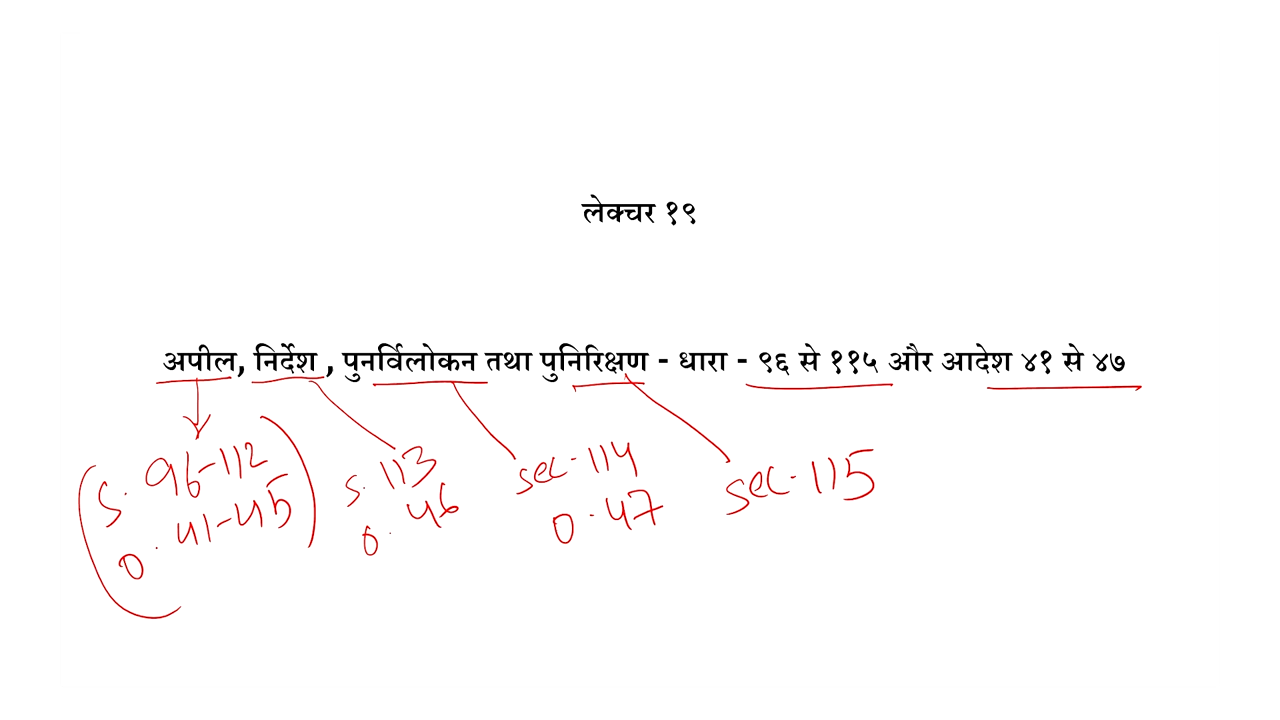 लेक्चर १९
अपील, निर्देश , पुनर्विलोकन तथा पुनिरिक्षण - धारा - ९६ से ११५ और आदेश ४१ से ४७
S. 96-112
O. 41-45
S. 113
O. 46
sec. 114
O. 47
sec. 115